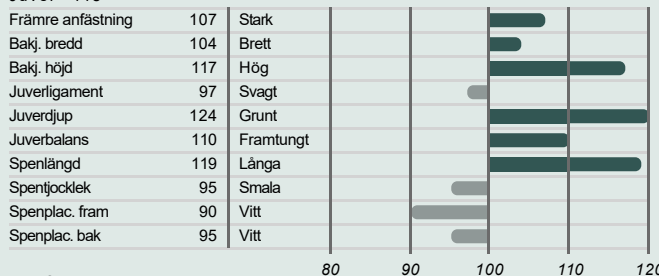 Främre anfästning 107 Stark
Bakj. bredd 104 Brett
Bakj. höjd 117 Hög
Juverligament 97 Svagt
Juverdjup 124 Grunt
Juverbalans 110 Framtungt
Spenlängd 119 Långa
Spentjocklek 95 Smala
Spenplac. fram 90 Vitt
Spenplac. bak 95 Vitt
80 90 100 110 120